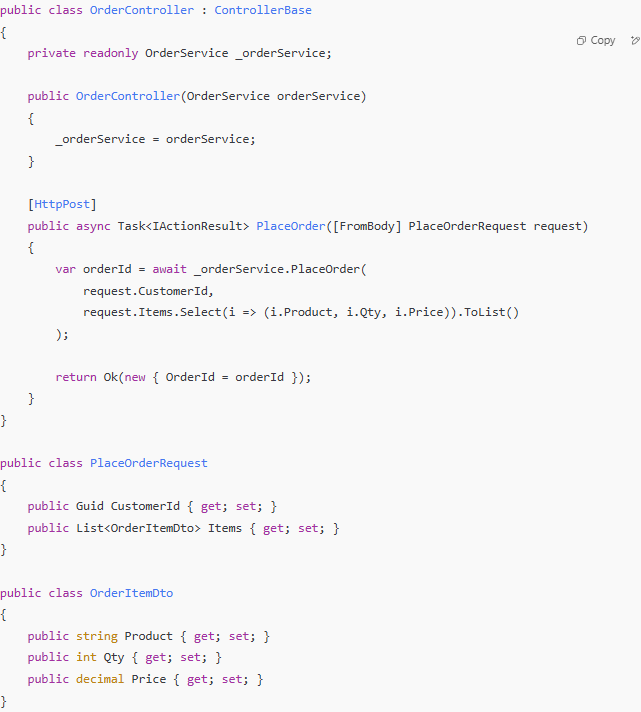 public class OrderController : ControllerBase
{
    private readonly OrderService _orderService;
Copy
    public OrderController(OrderService orderService)
    {
        _orderService = orderService;
    }
    [HttpPost]
    public async Task<IActionResult> PlaceOrder([FromBody] PlaceOrderRequest request)
    {
        var orderId = await _orderService.PlaceOrder(
            request.CustomerId,
            request.Items.Select(i => (i.Product, i.Qty, i.Price)).ToList()
        );
        return Ok(new { OrderId = orderId });
    }
}
public class PlaceOrderRequest
{
    public Guid CustomerId { get; set; }
    public List<OrderItemDto> Items { get; set; }
}
public class OrderItemDto
{
    public string Product { get; set; }
    public int Qty { get; set; }
    public decimal Price { get; set; }
}